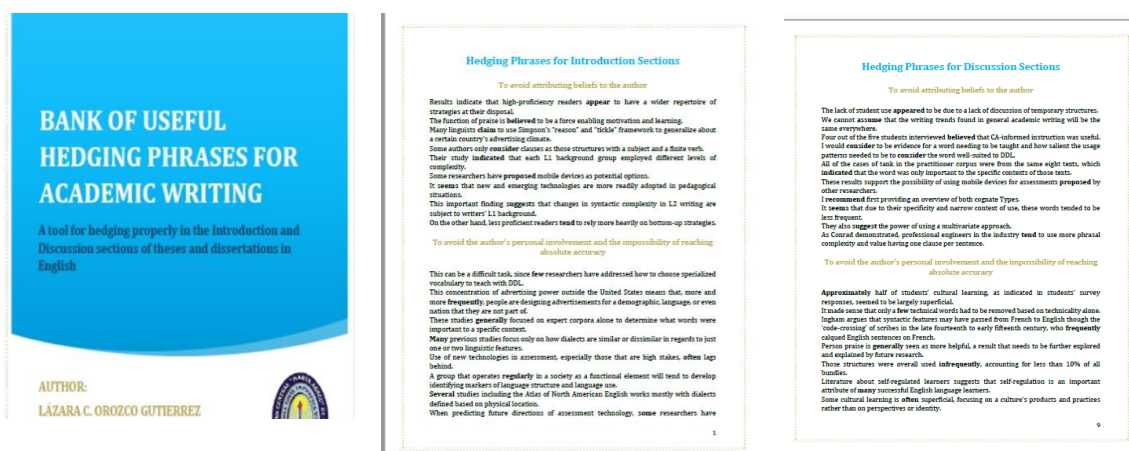 BANK OF USEFUL
HEDGING PHRASES FOR
ACADEMIC WRITING
A tool for hedging properly in the Introduction and
Discussion sections of theses and dissertations in
English
AUTHOR:
LÁZARA C. OROZCO GUTIERREZ
Hedging Phrases for Introduction Sections
To avoid attributing beliefs to the author
Results indicate that high-proficiency readers appear to have a wider repertoire of
strategies at their disposal.
The function of praise is believed to be a force enabling motivation and learning.
Many linguists claim to use Simpson's "reason" and "tickle" framework to generalize about
a certain country's advertising climate.
Some authors only consider clauses as those structures with a subject and a finite verb.
Their study indicated that each L1 background group employed different levels of
complexity.
Some researchers have proposed mobile devices as potential options.
It seems that new and emerging technologies are more readily adopted in pedagogical
situations.
This important finding suggests that changes in syntactic complexity in L2 writing are
subject to writers' L1 background.
On the other hand, less proficient readers tend to rely more heavily on bottom-up strategies.
To avoid the author's personal involvement and the impossibility of reaching
absolute accuracy
This can be a difficult task, since few researchers have addressed how to choose specialized
vocabulary to teach with DDL.
This concentration of advertising power outside the United States means that, more and
more frequently, people are designing advertisements for a demographic, language, or even
nation that they are not part of.
These studies generally focused on expert corpora alone to determine what words were
important to a specific context.
Many previous studies focus only on how dialects are similar or dissimilar in regards to just
one or two linguistic features.
Use of new technologies in assessment, especially those that are high stakes, often lags
behind.
A group that operates regularly in a society as a functional element will tend to develop
identifying markers of language structure and language use.
Several studies including the Atlas of North American English works mostly with dialects
defined based on physical location.
When predicting future directions of assessment technology, some researchers have
1
Hedging Phrases for Discussion Sections
To avoid attributing beliefs to the author
The lack of student use appeared to be due to a lack of discussion of temporary structures.
We cannot assume that the writing trends found in general academic writing will be the
same everywhere.
Four out of the five students interviewed believed that CA-informed instruction was useful.
I would consider to be evidence for a word needing to be taught and how salient the usage
patterns needed to be to consider the word well-suited to DDL.
All of the cases of task in the practitioner corpus were from the same eight texts, which
indicated that the word was only important to the specific contexts of those texts.
These results support the possibility of using mobile devices for assessments proposed by
other researchers.
I recommend first providing an overview of both cognate Types.
It seems that due to their specificity and narrow context of use, these words tended to be
less frequent.
They also suggest the power of using a multivariate approach.
As Conrad demonstrated, professional engineers in the industry tend to use more phrasal
complexity and value having one clause per sentence.
To avoid the author's personal involvement and the impossibility of reaching
absolute accuracy
Approximately half of students' cultural learning, as indicated in students' survey
responses, seemed to be largely superficial.
It made sense that only a few technical words had to be removed based on technicality alone.
Ingham argues that syntactic features may have passed from French to English though the
'code-crossing' of scribes in the late fourteenth to early fifteenth century, who frequently
calqued English sentences on French.
Person praise is generally seen as more helpful, a result that needs to be further explored
and explained by future research.
Those structures were overall used infrequently, accounting for less than 10% of all
bundles.
Literature about self-regulated learners suggests that self-regulation is an important
attribute of many successful English language learners.
Some cultural learning is often superficial, focusing on a culture's products and practices
rather than on perspectives or identity.
9